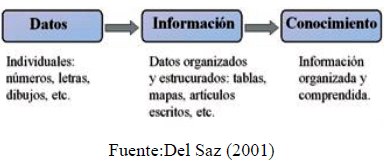 Datos
Información
Conocimiento
Individuales:
números, letras,
dibujos, etc.
Datos organizados
y estrucurados: tablas,
mapas, artículos
escritos, etc.
Información
organizada y
comprendida.
Fuente:Del Saz (2001)